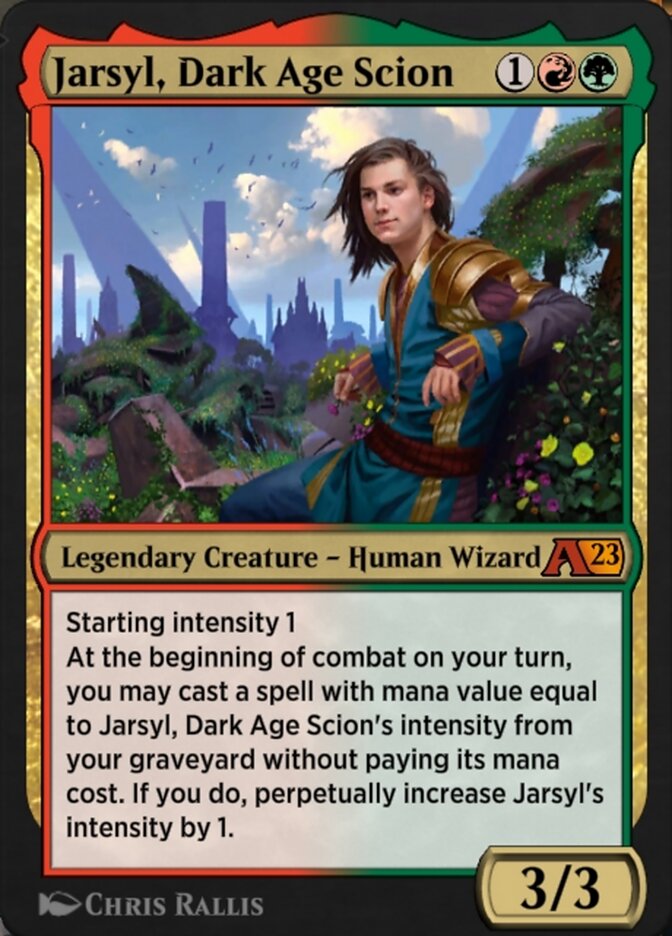 Jarsyl, Dark Age Scion 1
Legendary Creature – Human Wizard A23
Starting intensity 1
At the beginning of combat on your turn,
you may cast a spell with mana value equal
to Jarsyl, Dark Age Scion's intensity from
your graveyard without paying its mana
cost. If you do, perpetually increase Jarsyl's
intensity by 1.
3/3
Chris Rallis